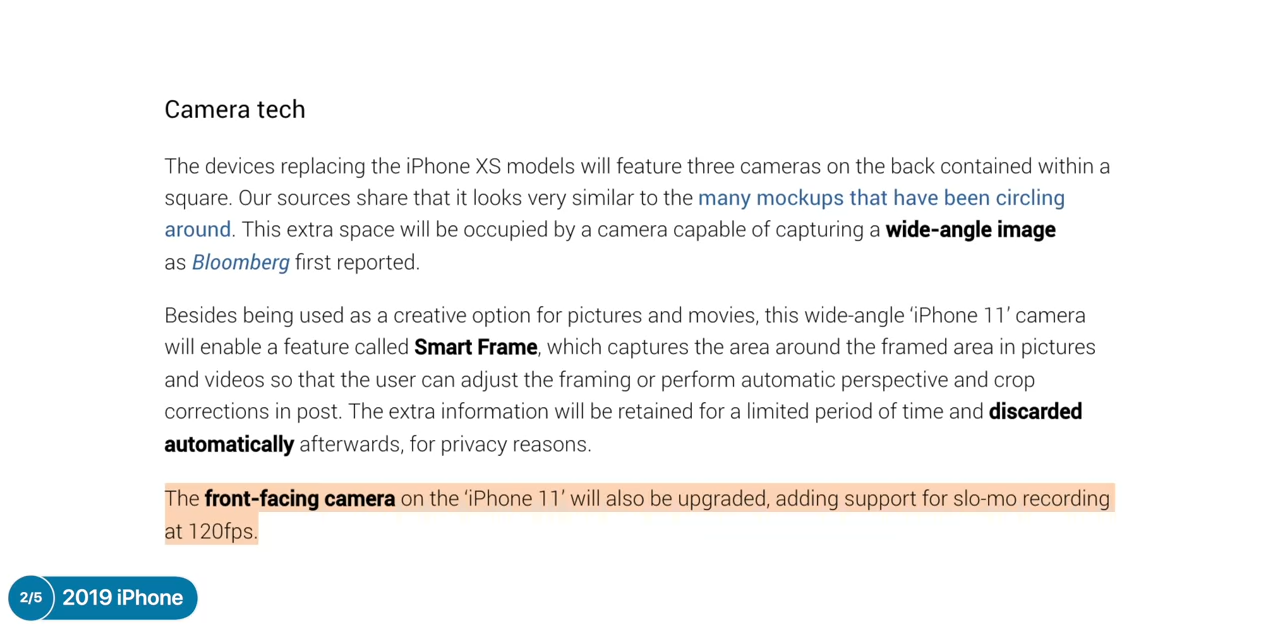 Camera tech
The devices replacing the iPhone XS models will feature three cameras on the back contained within a
square. Our sources share that it looks very similar to the many mockups that have been circling
around. This extra space will be occupied by a camera capable of capturing a wide-angle image
as Bloomberg first reported.
Besides being used as a creative option for pictures and movies, this wide-angle ‘iPhone 11’ camera
will enable a feature called Smart Frame, which captures the area around the framed area in pictures
and videos so that the user can adjust the framing or perform automatic perspective and crop
corrections in post. The extra information will be retained for a limited period of time and discarded
automatically afterwards, for privacy reasons.
The front-facing camera on the ‘iPhone 11’ will also be upgraded, adding support for slo-mo recording
at 120fps.
2/5 2019 iPhone